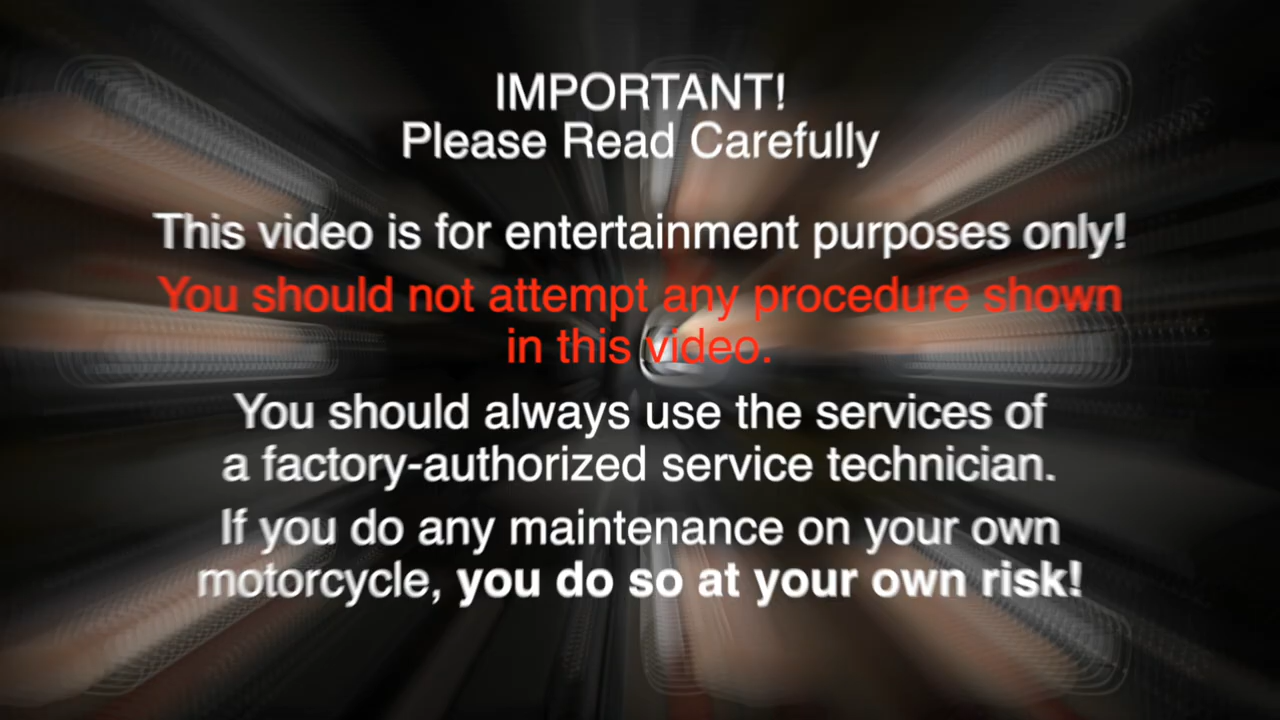 IMPORTANT!
Please Read Carefully
This video is for entertainment purposes only!
You should not attempt any procedure shown
in this video.
You should always use the services of
a factory-authorized service technician.
If you do any maintenance on your own
motorcycle, you do so at your own risk!